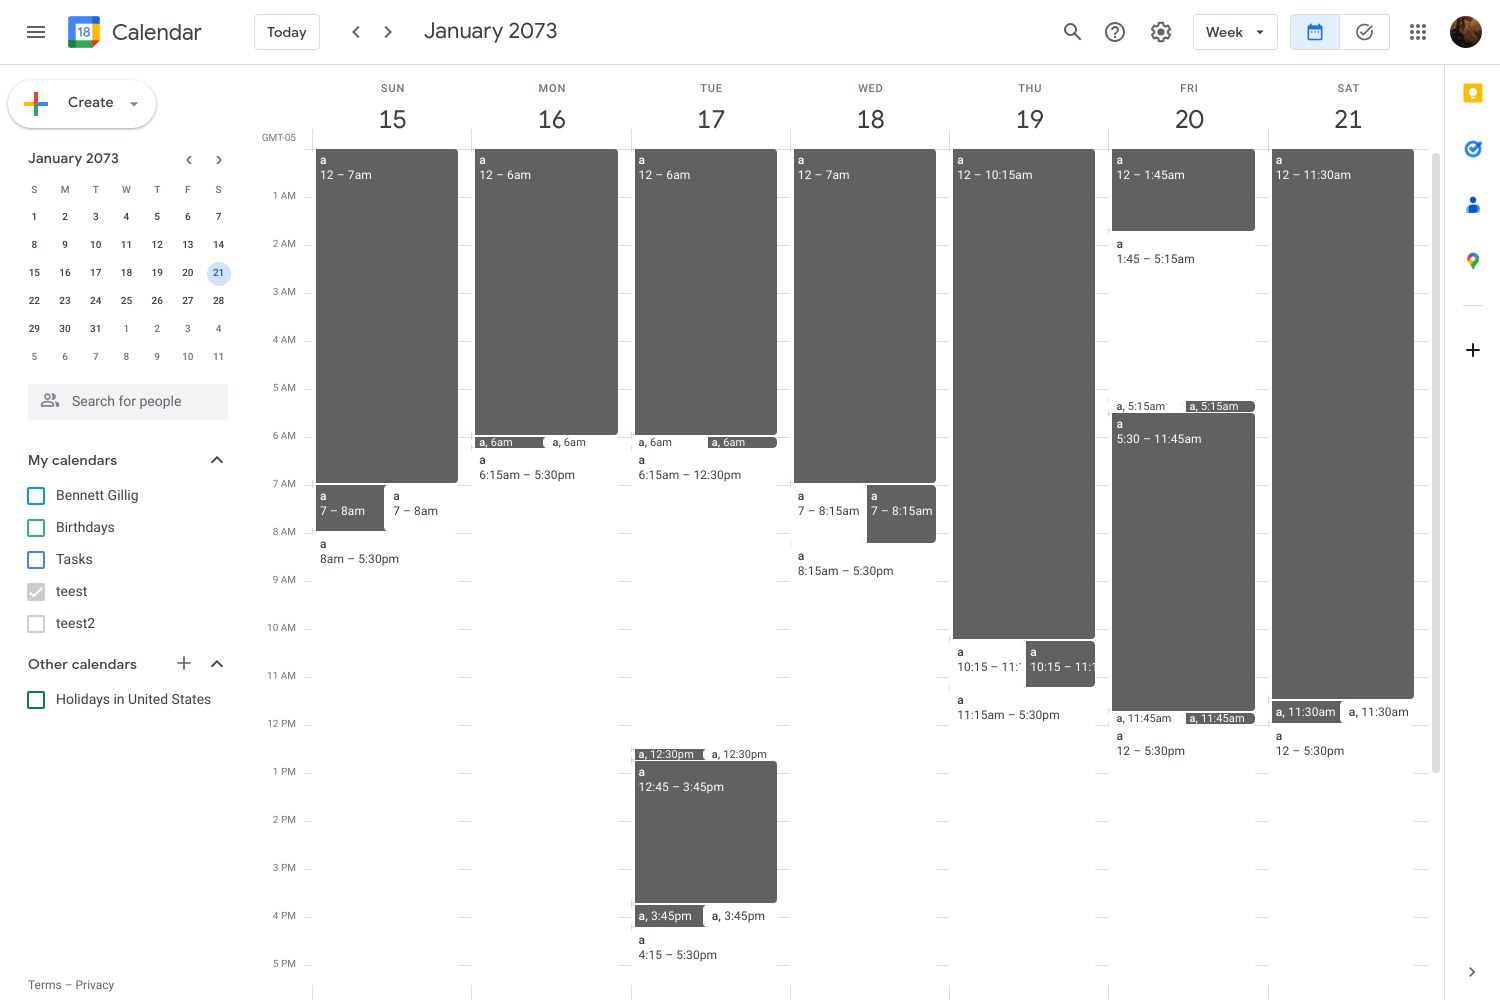 18 Calendar
Today
January 2073
Week
Create
January 2073
S M T W T F S
1 2 3 4 5 6 7
8 9 10 11 12 13 14
15 16 17 18 19 20 21
22 23 24 25 26 27 28
29 30 31 1 2 3 4
5 6 7 8 9 10 11
Search for people
My calendars
Bennett Gillig
Birthdays
Tasks
teest
teest2
Other calendars
Holidays in United States
Terms – Privacy
GMT-05
1 AM
2 AM
3 AM
4 AM
5 AM
6 AM
7 AM
8 AM
9 AM
10 AM
11 AM
12 PM
1 PM
2 PM
3 PM
4 PM
5 PM
SUN
15
a
12 – 7am
a
7 – 8am
a
7 – 8am
a
8am – 5:30pm
MON
16
a
12 – 6am
a, 6am
a, 6am
a
6:15am – 5:30pm
TUE
17
a
12 – 6am
a, 6am
a, 6am
a
6:15am – 12:30pm
a, 12:30pm
a, 12:30pm
a
12:45 – 3:45pm
a, 3:45pm
a, 3:45pm
a
4:15 – 5:30pm
WED
18
a
12 – 7am
a
7 – 8:15am
a
7 – 8:15am
a
8:15am – 5:30pm
THU
19
a
12 – 10:15am
a
10:15 – 11:
a
10:15 – 11:1
a
11:15am – 5:30pm
FRI
20
a
12 – 1:45am
a
1:45 – 5:15am
a, 5:15am
a, 5:15am
a
5:30 – 11:45am
a, 11:45am
a, 11:45am
a
12 – 5:30pm
SAT
21
a
12 – 11:30am
a, 11:30am
a, 11:30am
a
12 – 5:30pm